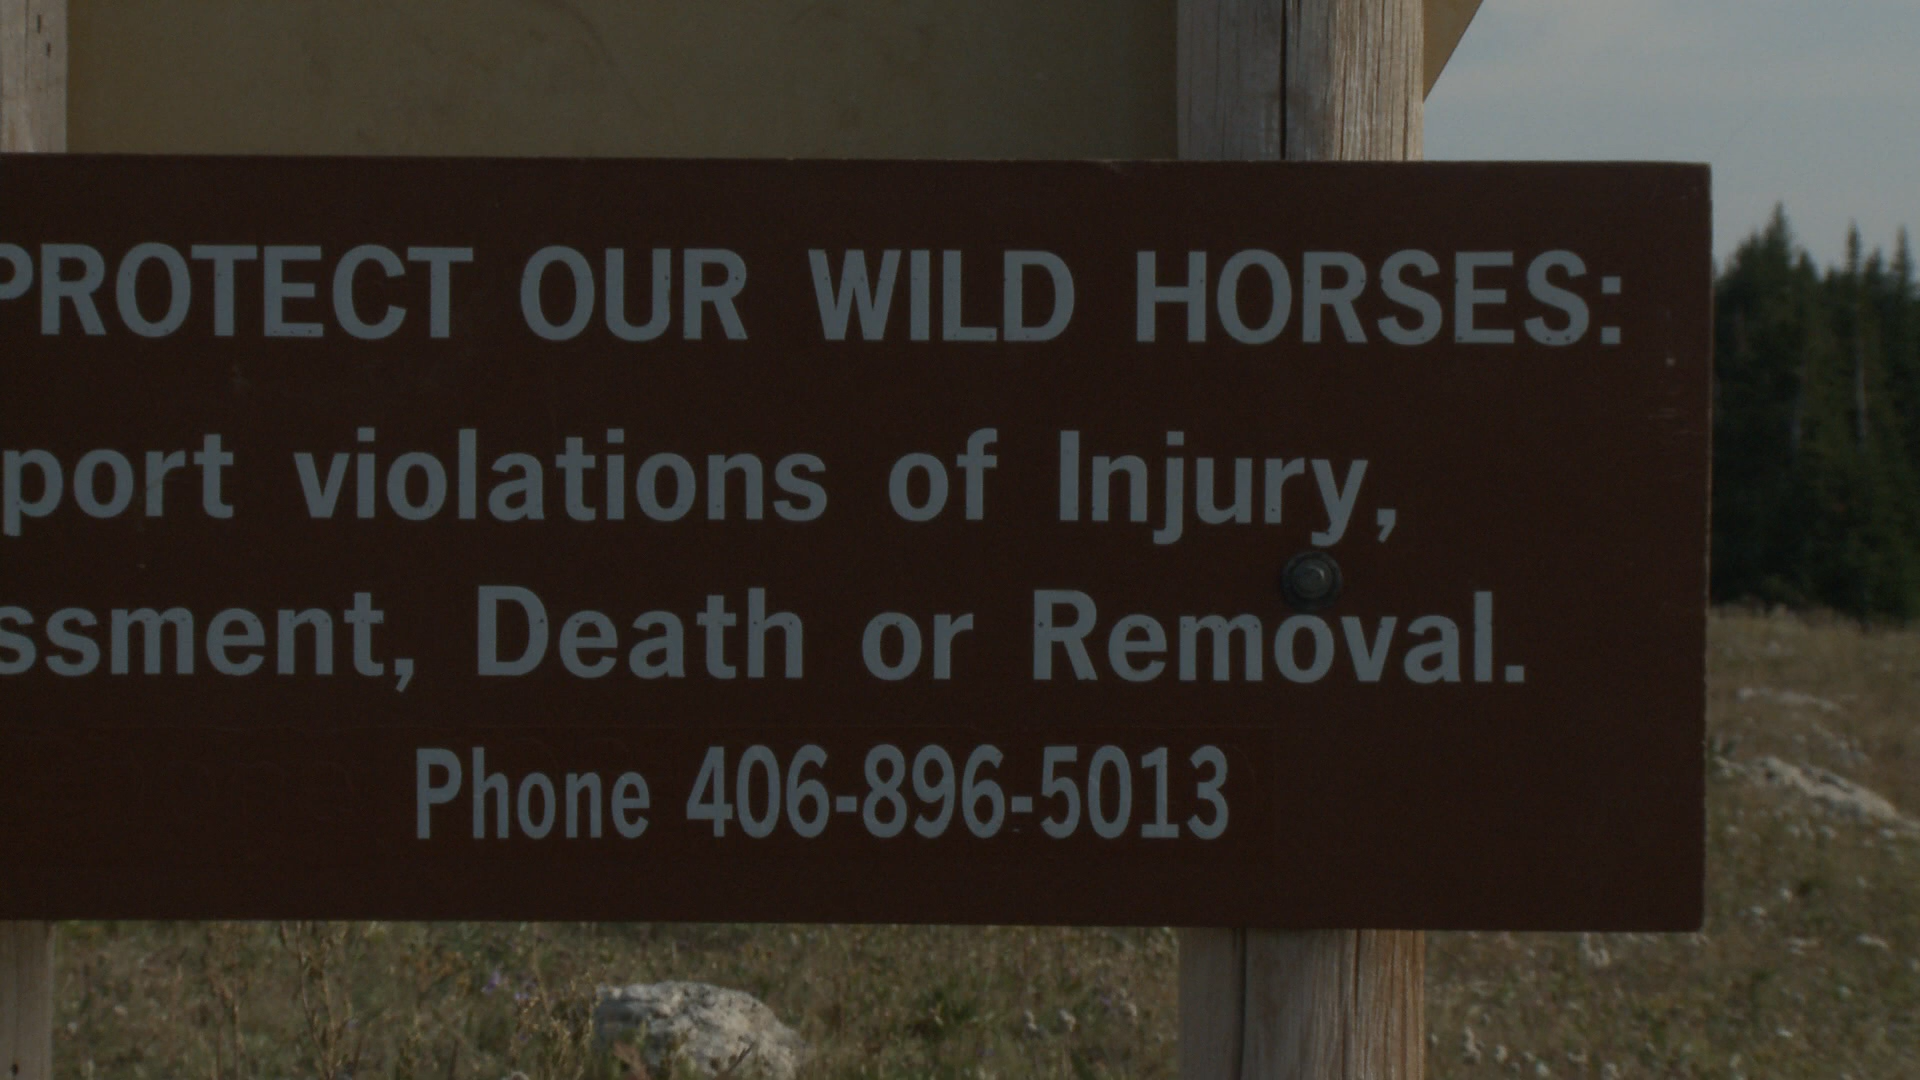 PROTECT OUR WILD HORSES:
port violations of Injury,
ssment, Death or Removal.
Phone 406-896-5013